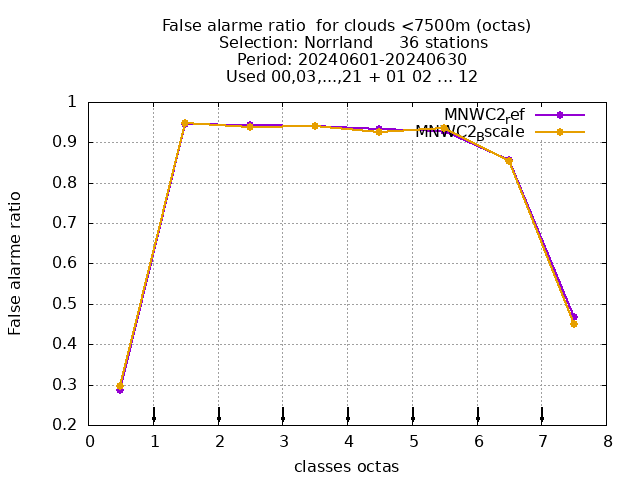 False alarme ratio  for clouds <7500m (octas)
Selection: Norrland     36 stations
Period: 20240601-20240630
Used 00,03,...,21 + 01 02 ... 12
MNWC2ref
MNWC2Bscale
1
0.9
0.8
0.7
0.6
0.5
0.4
0.3
0.2
False alarme ratio
0 1 2 3 4 5 6 7 8
classes octas